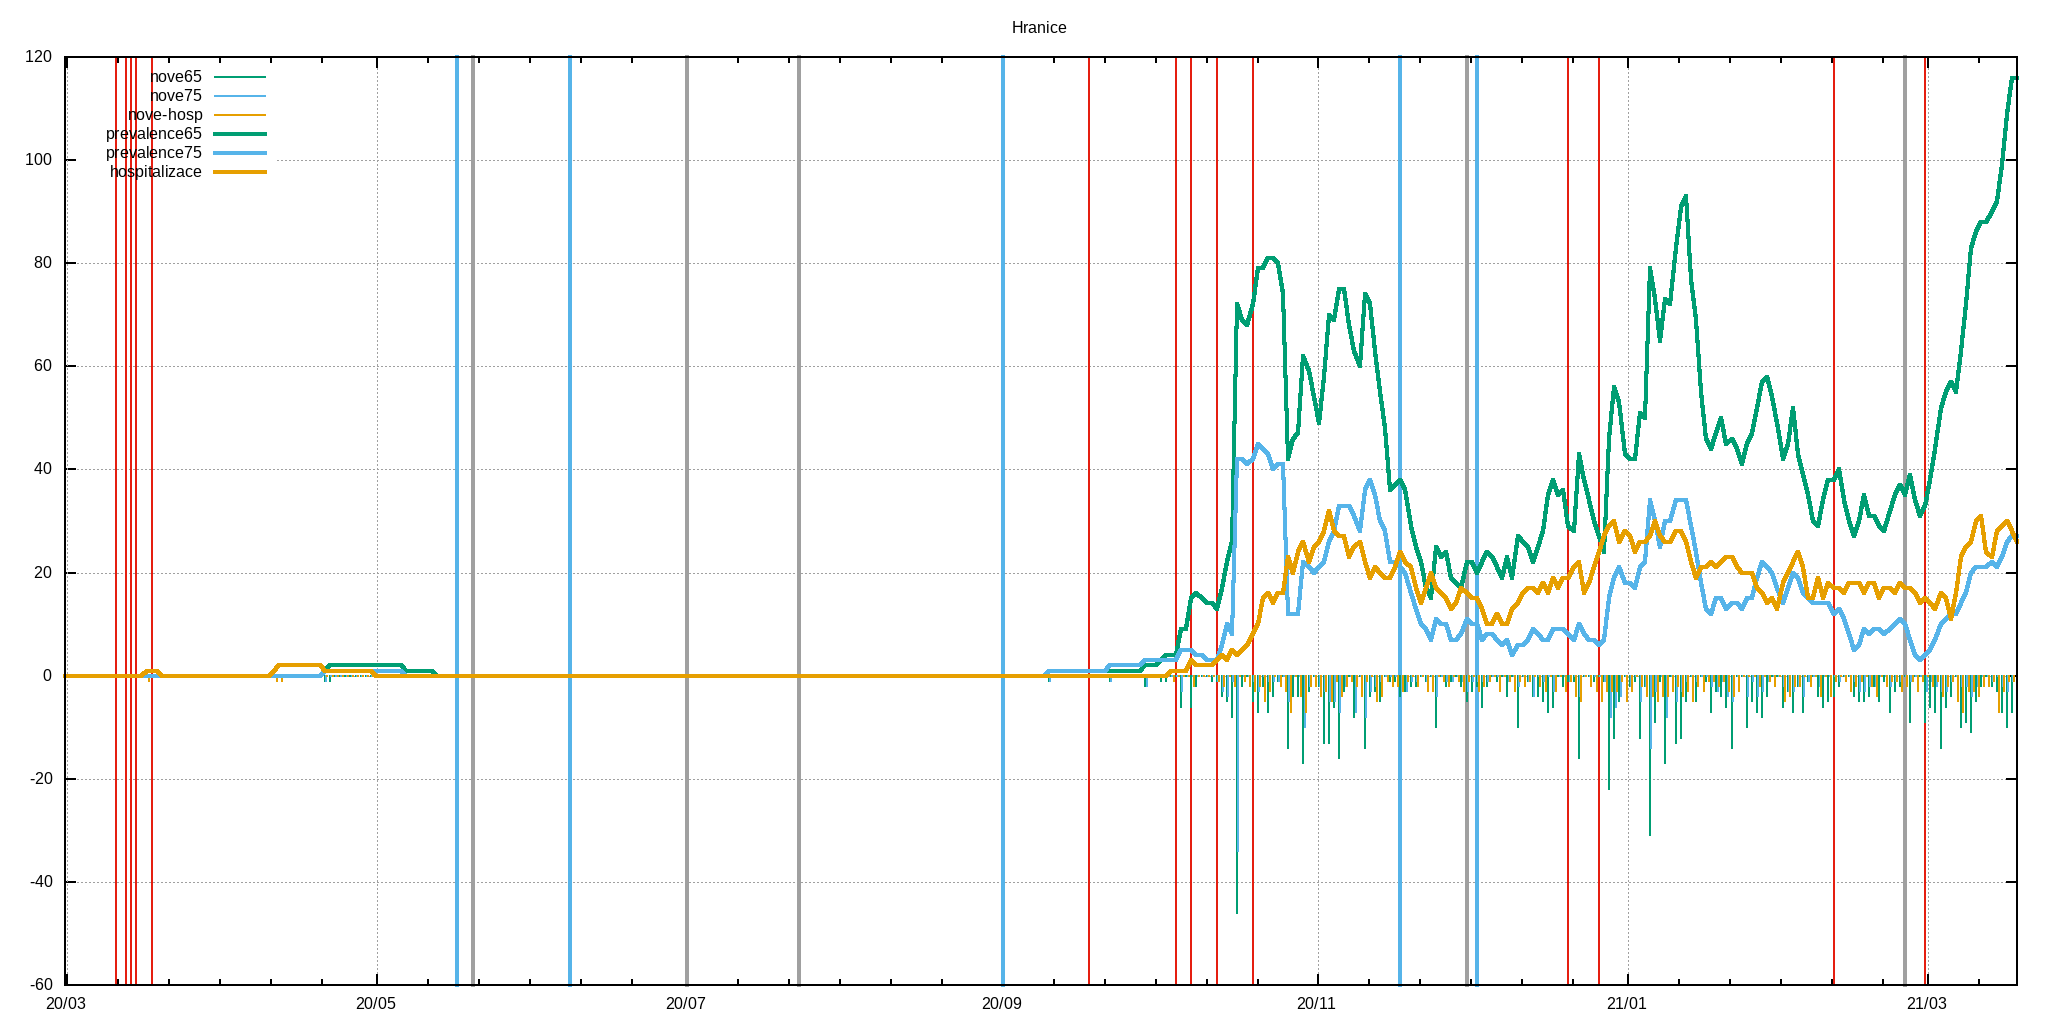 Hranice
120
100
80
60
40
20
0
-20
-40
-60
nove65
nove75
nove-hosp
prevalence65
prevalence75
hospitalizace
20/03 20/05 20/07 20/09 20/11 21/01 21/03